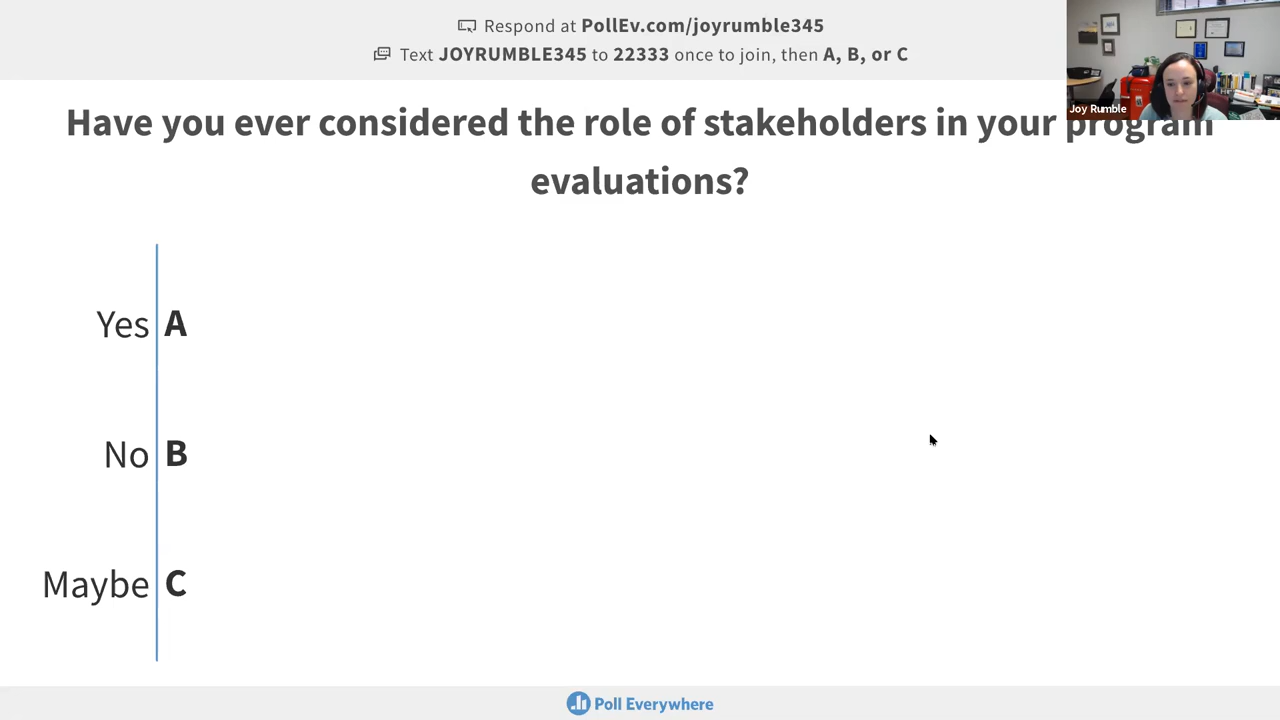 Respond at PollEv.com/joyrumble345
Text JOYRUMBLE345 to 22333 once to join, then A, B, or C
Joy Rumble
Have you ever considered the role of stakeholders in your program
evaluations?
Yes A
No B
Maybe C
Poll Everywhere